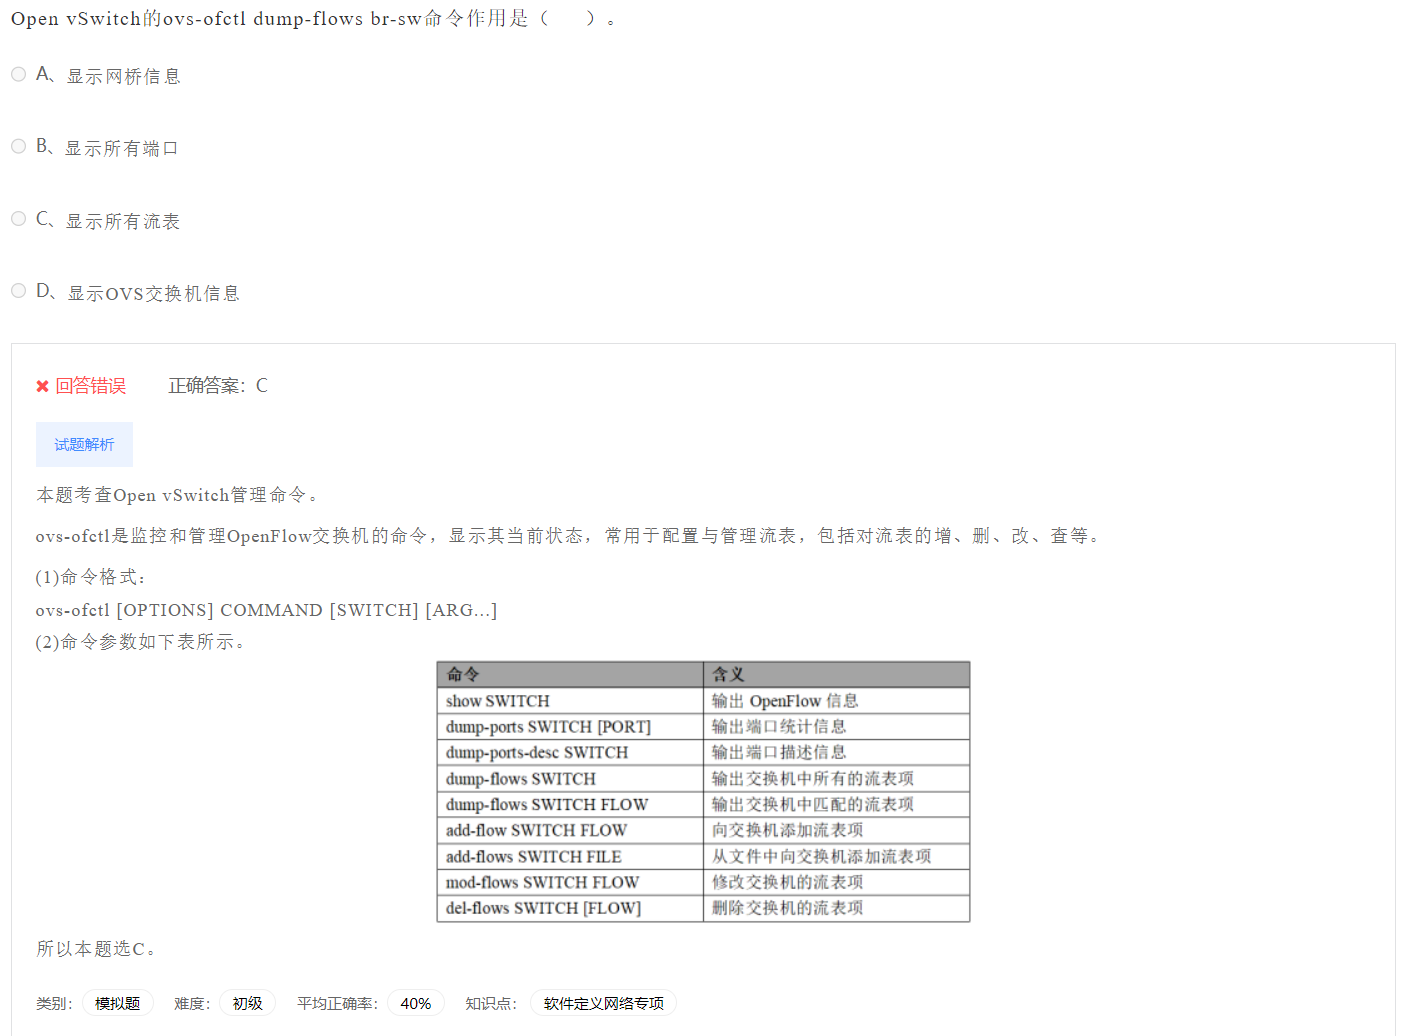 Open vSwitch的ovs-ofctl dump-flows br-sw命令作用是（　　）。
A、显示网桥信息
B、显示所有端口
C、显示所有流表
D、显示OVS交换机信息
✖ 回答错误 正确答案：C
试题解析
本题考查Open vSwitch管理命令。
ovs-ofctl是监控和管理OpenFlow交换机的命令，显示其当前状态，常用于配置与管理流表，包括对流表的增、删、改、查等。
(1)命令格式：
ovs-ofctl [OPTIONS] COMMAND [SWITCH] [ARG...]
(2)命令参数如下表所示。
命令 含义
show SWITCH 输出 OpenFlow 信息
dump-ports SWITCH [PORT] 输出端口统计信息
dump-ports-desc SWITCH 输出端口描述信息
dump-flows SWITCH 输出交换机中所有的流表项
dump-flows SWITCH FLOW 输出交换机中匹配的流表项
add-flow SWITCH FLOW 向交换机添加流表项
add-flows SWITCH FILE 从文件中向交换机添加流表项
mod-flows SWITCH FLOW 修改交换机的流表项
del-flows SWITCH [FLOW] 删除交换机的流表项
所以本题选C。
类别： 模拟题 难度： 初级 平均正确率： 40% 知识点： 软件定义网络专项